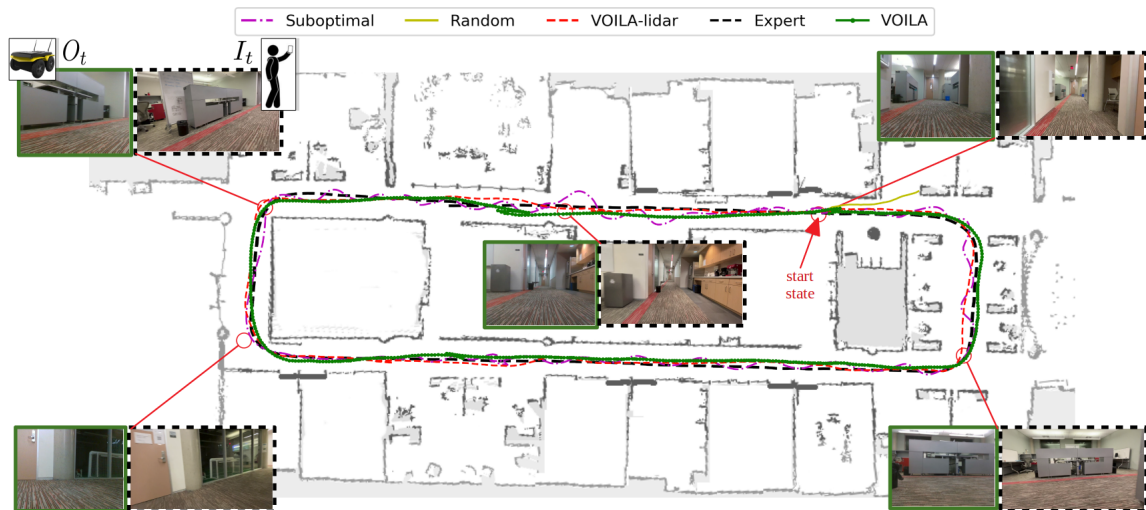 Suboptimal Random VOILA-lidar Expert VOILA
O_t I_t
start
state